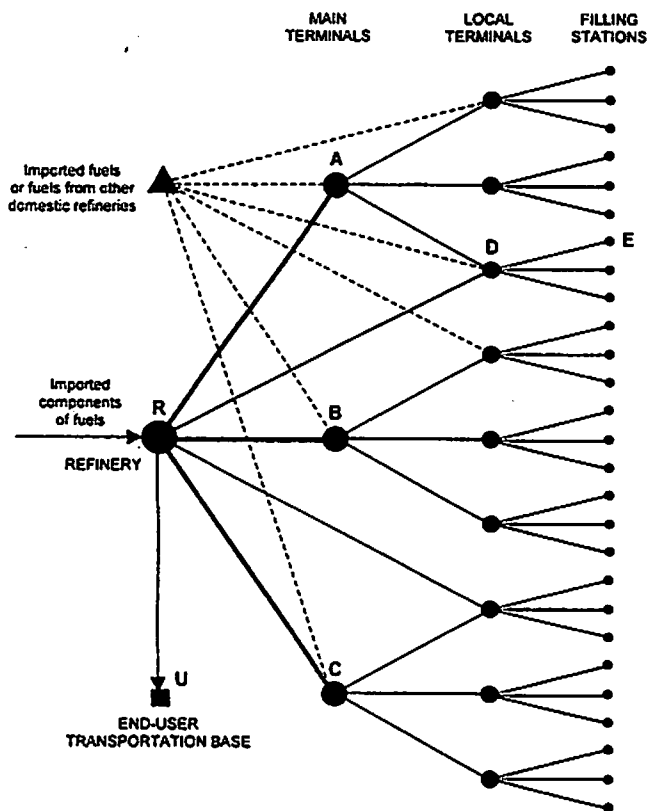 MAIN
TERMINALS
LOCAL
TERMINALS
FILLING
STATIONS
Imported fuels
or fuels from other
domestic refineries
A
D
E
Imported
components
of fuels
R
REFINERY
B
C
U
END-USER
TRANSPORTATION BASE